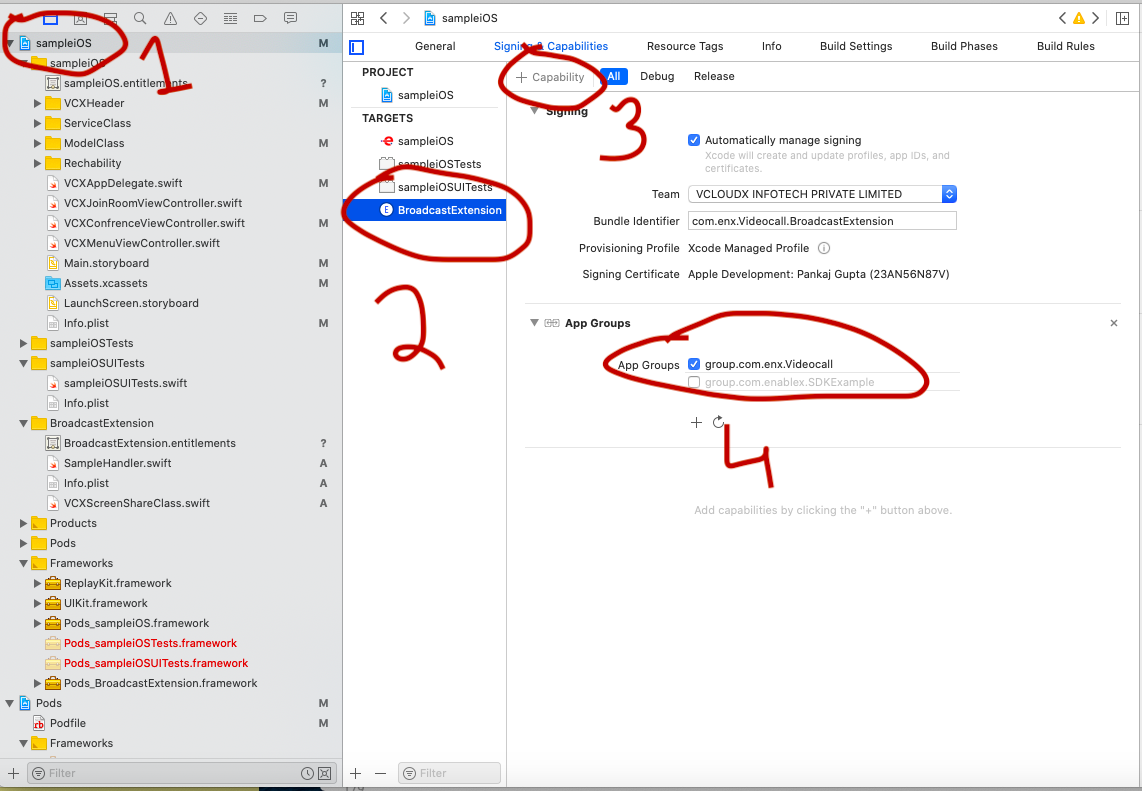 sampleiOS
sampleiOS M
sampleiOS
sampleiOS.entitlements ?
VCXHeader M
ServiceClass
ModelClass M
Rechability
VCXAppDelegate.swift M
VCXJoinRoomViewController.swift
VCXConfrenceViewController.swift M
VCXMenuViewController.swift
Main.storyboard M
Assets.xcassets M
LaunchScreen.storyboard
Info.plist M
sampleiOSTests
sampleiOSUITests
sampleiOSUITests.swift
Info.plist
BroadcastExtension
BroadcastExtension.entitlements ?
SampleHandler.swift A
Info.plist A
VCXScreenShareClass.swift A
Products
Pods
Frameworks
ReplayKit.framework
UIKit.framework
Pods_sampleiOS.framework
Pods_sampleiOSTests.framework
Pods_sampleiOSUITests.framework
Pods_BroadcastExtension.framework
Pods M
Podfile M
Frameworks
Filter
1
General Signing & Capabilities Resource Tags Info Build Settings Build Phases Build Rules
PROJECT
sampleiOS
TARGETS
sampleiOS
sampleiOSTests
sampleiOSUITests
E BroadcastExtension
2
Filter
+ Capability All Debug Release
3
Signing
Automatically manage signing
Xcode will create and update profiles, app IDs, and
certificates.
Team VCLOUDX INFOTECH PRIVATE LIMITED
Bundle Identifier com.enx.Videocall.BroadcastExtension
Provisioning Profile Xcode Managed Profile
Signing Certificate Apple Development: Pankaj Gupta (23AN56N87V)
App Groups
App Groups group.com.enx.Videocall
group.com.enablex.SDKExample
4
Add capabilities by clicking the "+" button above.